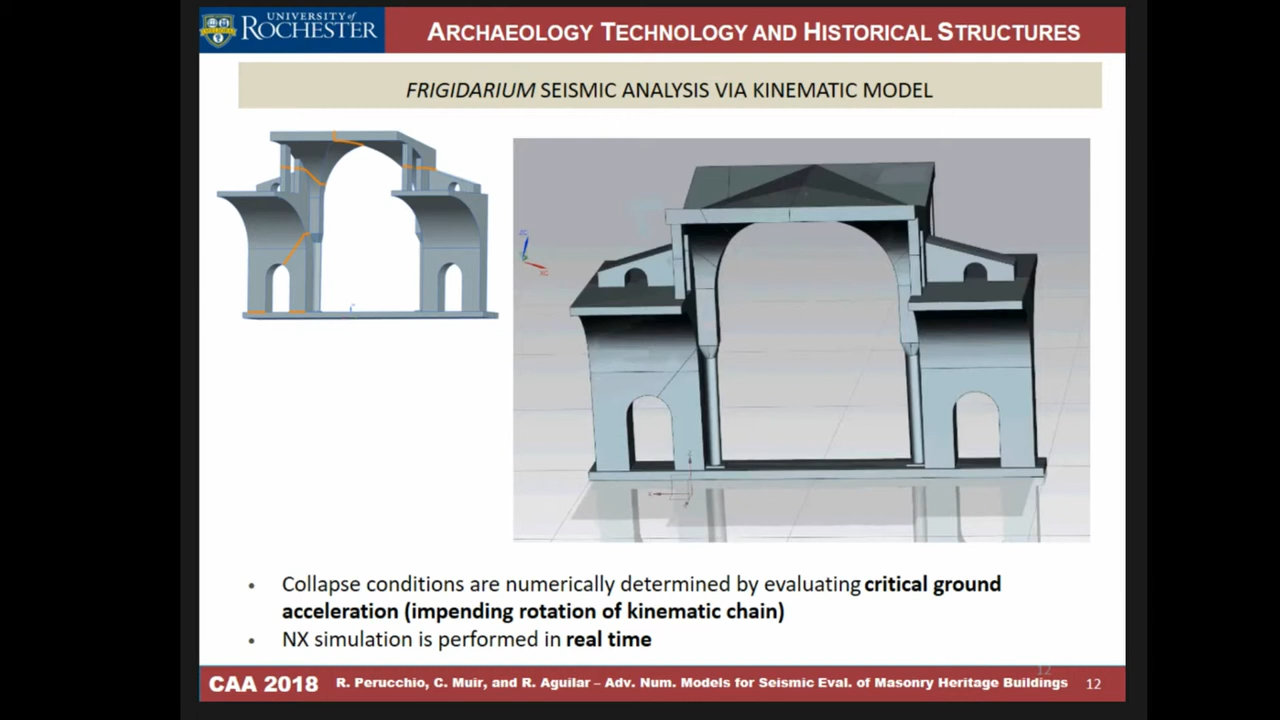 UNIVERSITY of
ROCHESTER
ARCHAEOLOGY TECHNOLOGY AND HISTORICAL STRUCTURES
FRIGIDARIUM SEISMIC ANALYSIS VIA KINEMATIC MODEL
• Collapse conditions are numerically determined by evaluating critical ground
acceleration (impending rotation of kinematic chain)
• NX simulation is performed in real time
12
CAA 2018 R. Perucchio, C. Muir, and R. Aguilar – Adv. Num. Models for Seismic Eval. of Masonry Heritage Buildings 12